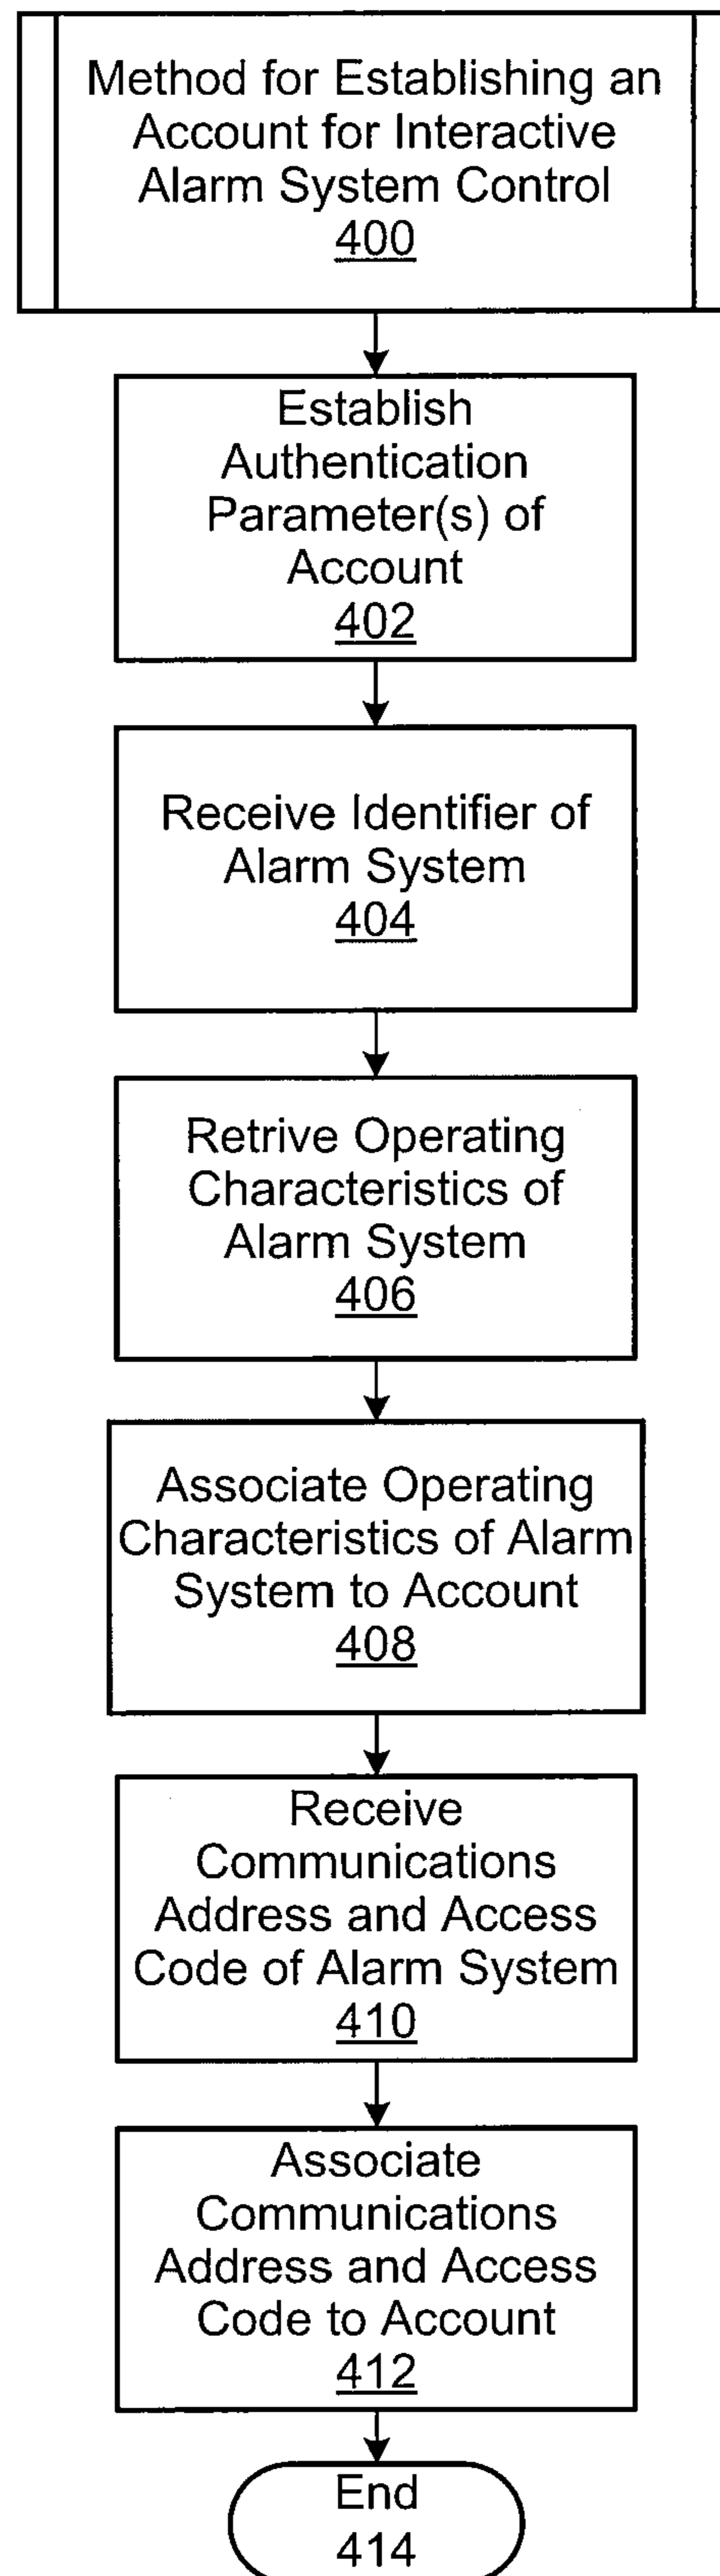 Method for Establishing an
Account for Interactive
Alarm System Control
400
Establish
Authentication
Parameter(s) of
Account
402
Receive Identifier of
Alarm System
404
Retrive Operating
Characteristics of
Alarm System
406
Associate Operating
Characteristics of Alarm
System to Account
408
Receive
Communications
Address and Access
Code of Alarm System
410
Associate
Communications
Address and Access
Code to Account
412
End
414